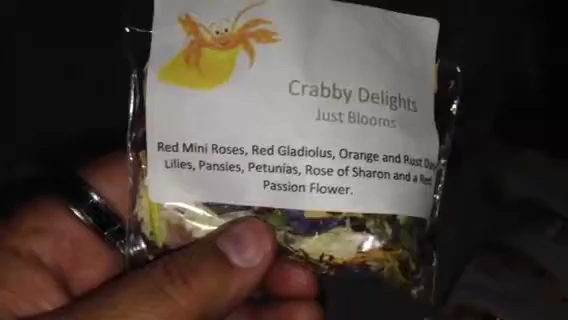 Crabby Delights
Just Blooms
Red Mini Roses, Red Gladiolus, Orange and Rust Day
Lilies, Pansies, Petunias, Rose of Sharon and a Red
Passion Flower.